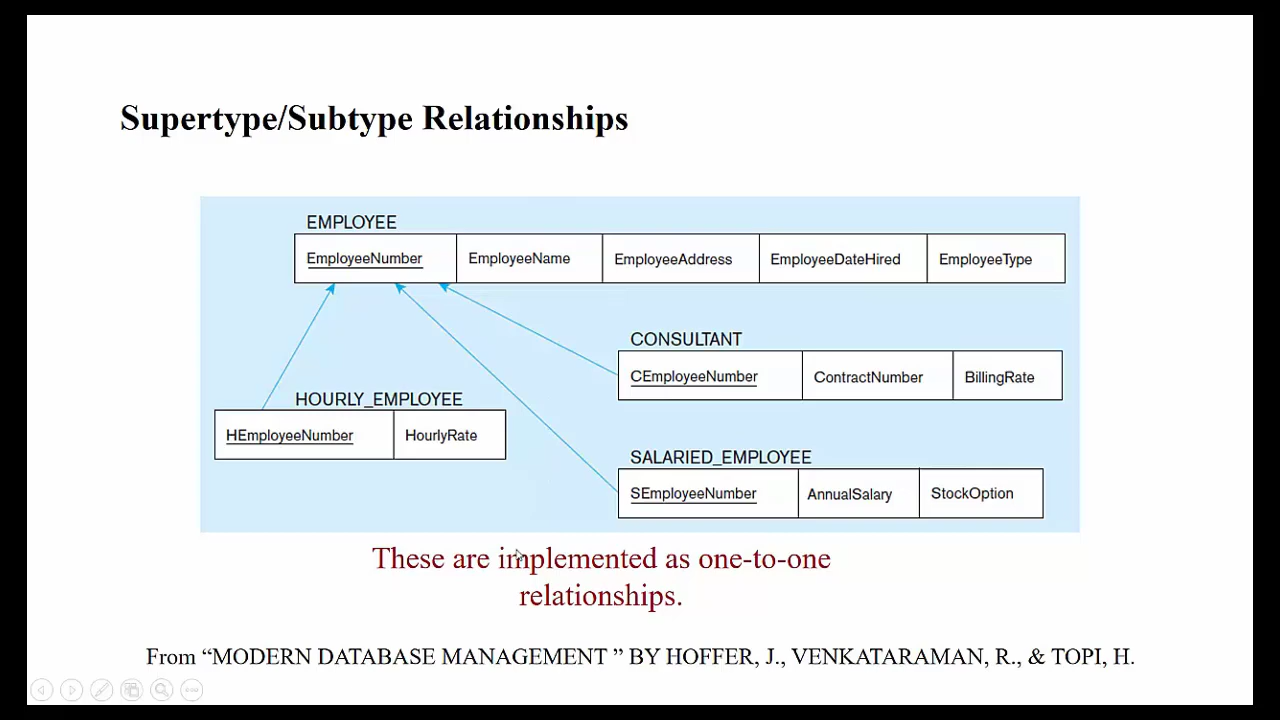 Supertype/Subtype Relationships
EMPLOYEE
EmployeeNumber EmployeeName EmployeeAddress EmployeeDateHired EmployeeType
CONSULTANT
CEmployeeNumber ContractNumber BillingRate
HOURLY_EMPLOYEE
HEmployeeNumber HourlyRate
SALARIED_EMPLOYEE
SEmployeeNumber AnnualSalary StockOption
These are implemented as one-to-one
relationships.
From “MODERN DATABASE MANAGEMENT ” BY HOFFER, J., VENKATARAMAN, R., & TOPI, H.